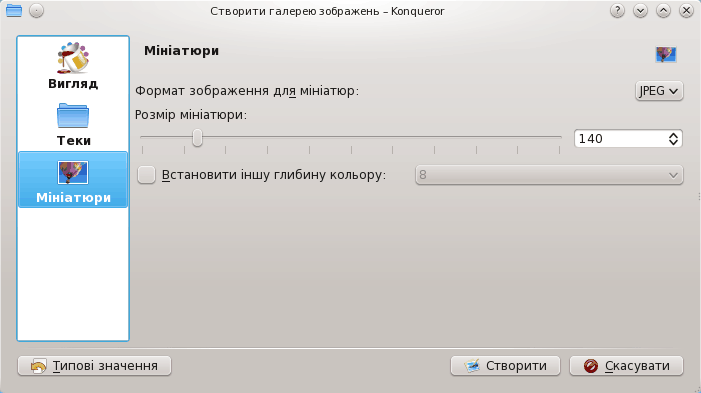 Створити галерею зображень – Konqueror
Вигляд
Теки
Мініатюри
Мініатюри
Формат зображення для мініатюр:
JPEG
Розмір мініатюри:
140
Встановити іншу глибину кольору:
8
Типові значення
Створити
Скасувати